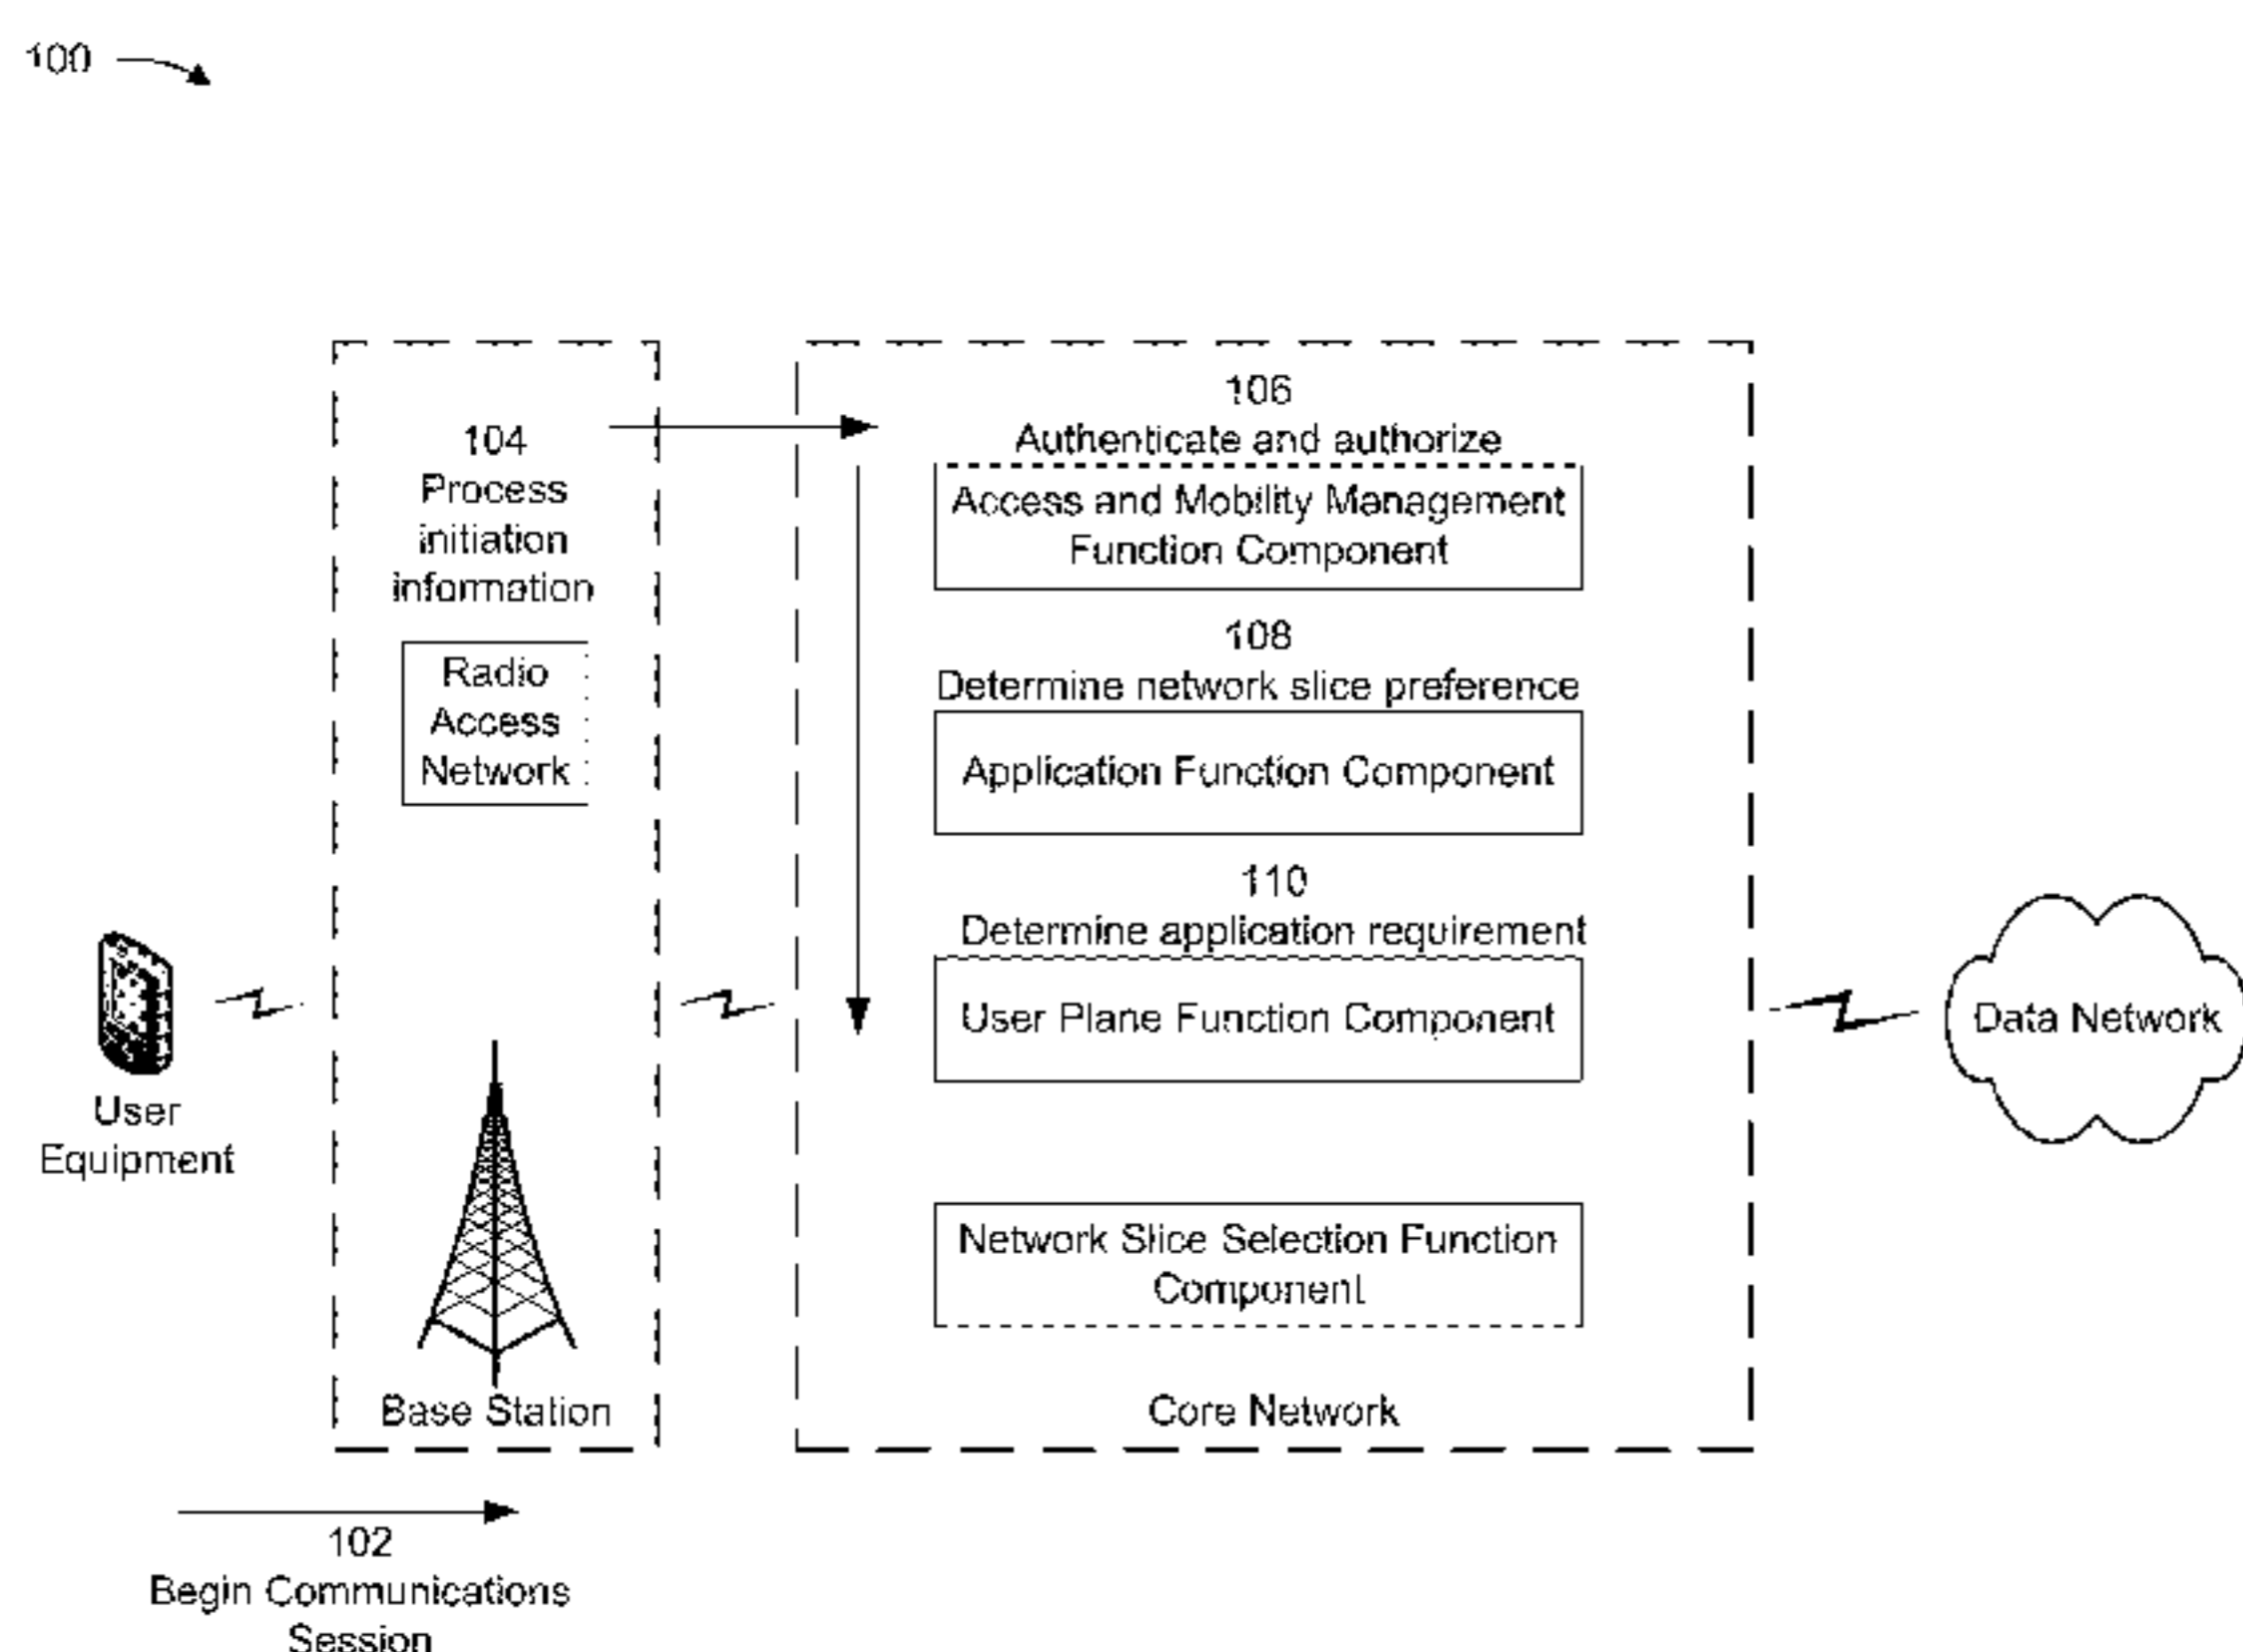 100
104
Process
initiation
information
Radio
Access
Network
Base Station
User
Equipment
102
Begin Communications
Session
106
Authenticate and authorize
Access and Mobility Management
Function Component
108
Determine network slice preference
Application Function Component
110
Determine application requirement
User Plane Function Component
Network Slice Selection Function
Component
Core Network
Data Network